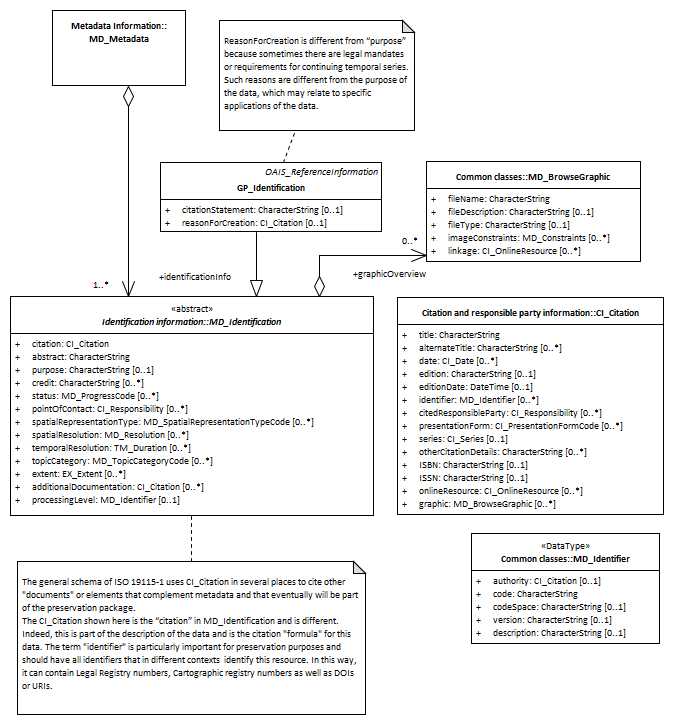 Metadata Information::
MD_Metadata
ReasonForCreation is different from "purpose"
because sometimes there are legal mandates
or requirements for continuing temporal series.
Such reasons are different from the purpose of
the data, which may relate to specific
applications of the data.
OAIS_ReferenceInformation
GP_Identification
+ citationStatement: CharacterString [0..1]
+ reasonForCreation: CI_Citation [0..1]
Common classes::MD_BrowseGraphic
+ fileName: CharacterString
+ fileDescription: CharacterString [0..1]
+ fileType: CharacterString [0..1]
+ imageConstraints: MD_Constraints [0..*]
+ linkage: CI_OnlineResource [0..*]
0..*
+graphicOverview
+identificationInfo
1..*
«abstract»
Identification information::MD_Identification
+ citation: CI_Citation
+ abstract: CharacterString
+ purpose: CharacterString [0..1]
+ credit: CharacterString [0..*]
+ status: MD_ProgressCode [0..*]
+ pointOfContact: CI_Responsibility [0..*]
+ spatialRepresentationType: MD_SpatialRepresentationTypeCode [0..*]
+ spatialResolution: MD_Resolution [0..*]
+ temporalResolution: TM_Duration [0..*]
+ topicCategory: MD_TopicCategoryCode [0..*]
+ extent: EX_Extent [0..*]
+ additionalDocumentation: CI_Citation [0..*]
+ processingLevel: MD_Identifier [0..1]
Citation and responsible party information::CI_Citation
+ title: CharacterString
+ alternateTitle: CharacterString [0..*]
+ date: CI_Date [0..*]
+ edition: CharacterString [0..1]
+ editionDate: DateTime [0..1]
+ identifier: MD_Identifier [0..*]
+ citedResponsibleParty: CI_Responsibility [0..*]
+ presentationForm: CI_PresentationFormCode [0..*]
+ series: CI_Series [0..1]
+ otherCitationDetails: CharacterString [0..*]
+ ISBN: CharacterString [0..1]
+ ISSN: CharacterString [0..1]
+ onlineResource: CI_OnlineResource [0..*]
+ graphic: MD_BrowseGraphic [0..*]
«DataType»
Common classes::MD_Identifier
+ authority: CI_Citation [0..1]
+ code: CharacterString
+ codeSpace: CharacterString [0..1]
+ version: CharacterString [0..1]
+ description: CharacterString [0..1]
The general schema of ISO 19115-1 uses CI_Citation in several places to cite other
"documents" or elements that complement metadata and that eventually will be part
of the preservation package.
The CI_Citation shown here is the "citation" in MD_Identification and is different.
Indeed, this is part of the description of the data and is the citation "formula" for this
data. The term "identifier" is particularly important for preservation purposes and
should have all identifiers that in different contexts identify this resource. In this way,
it can contain Legal Registry numbers, Cartographic registry numbers as well as DOIs
or URIs.